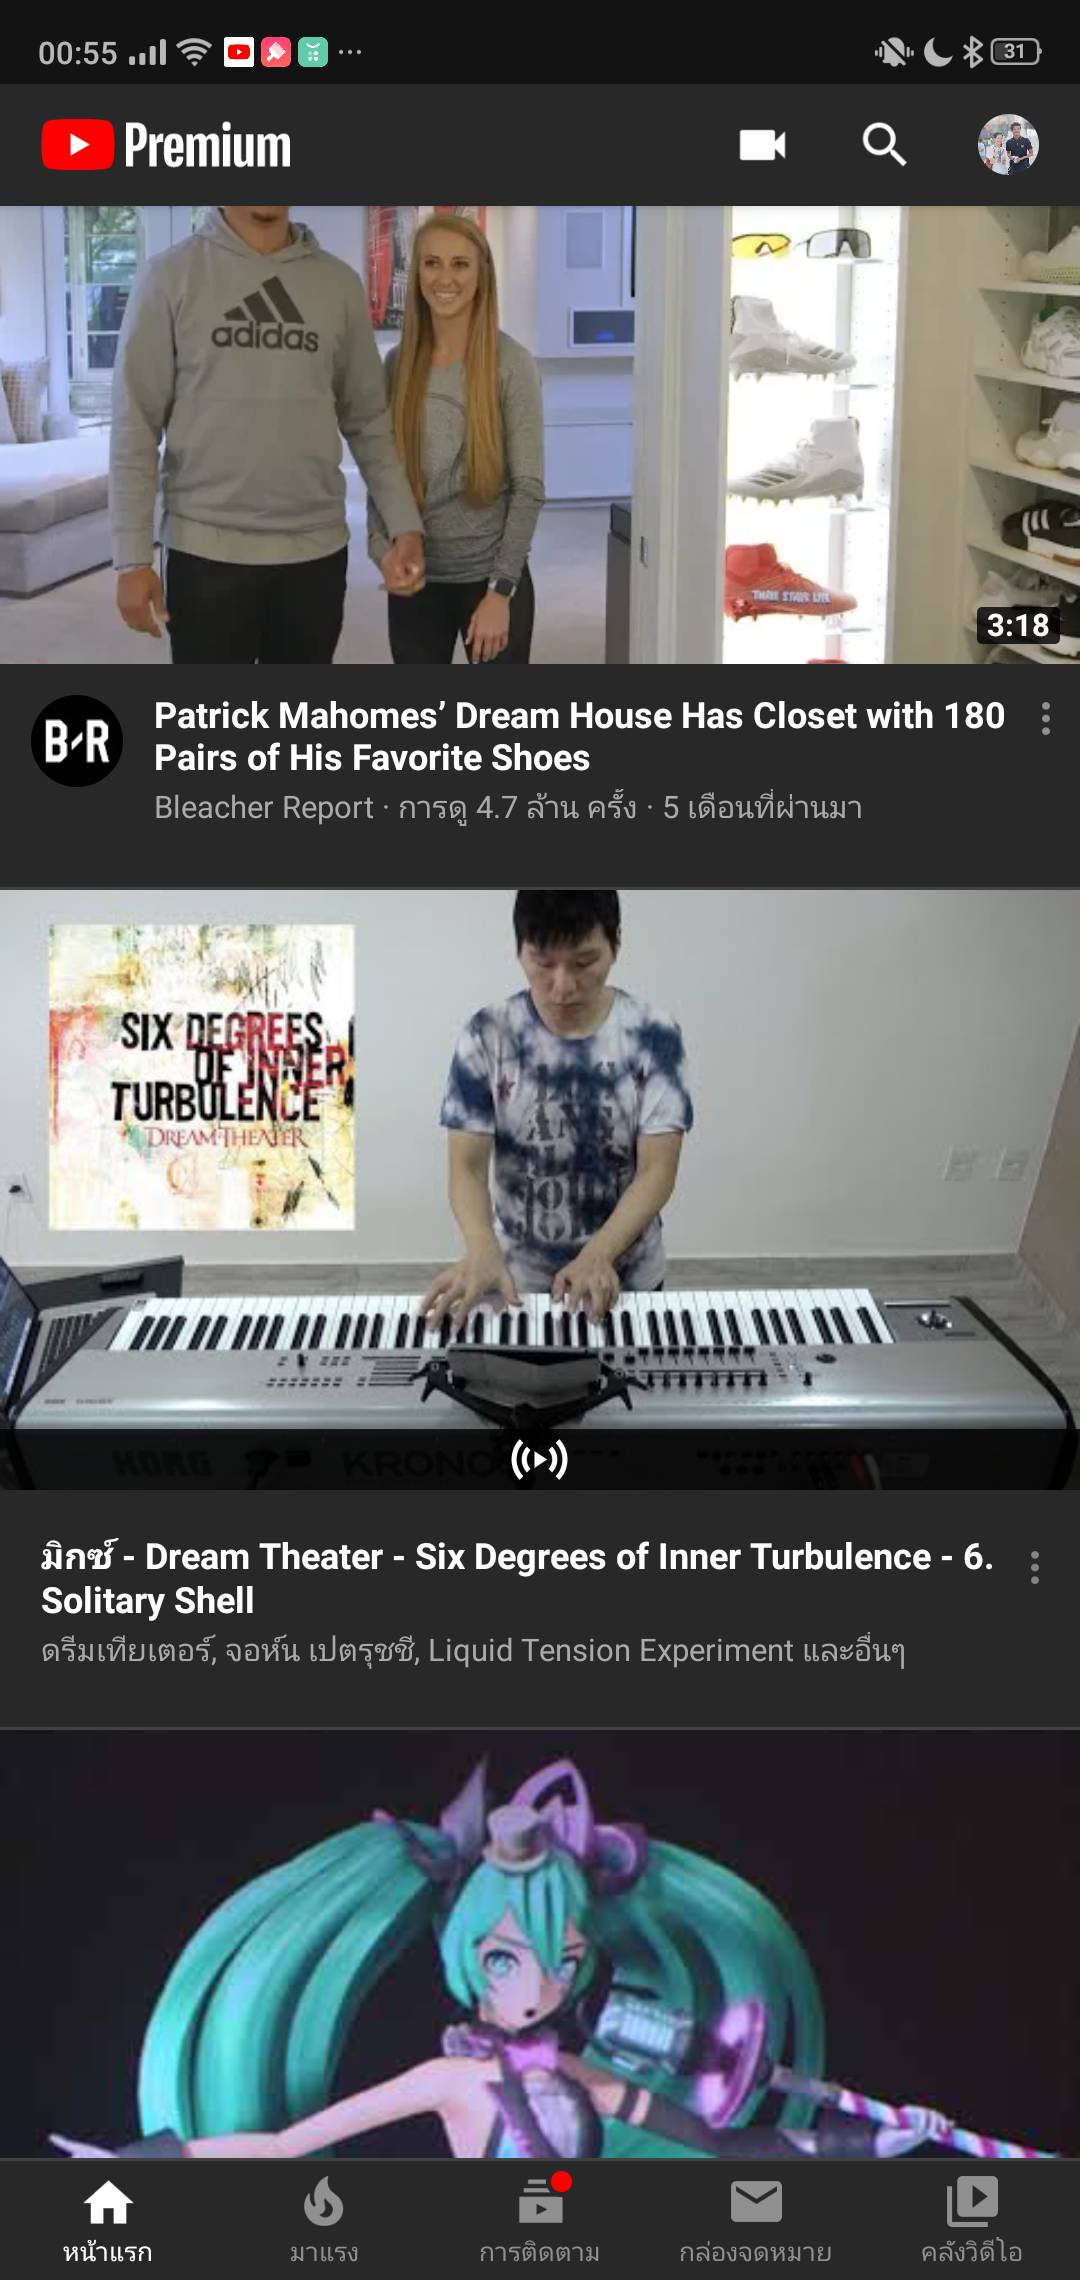 00:55
31
Premium
adidas
THREE STRIPE LIFE
3:18
B/R
Patrick Mahomes’ Dream House Has Closet with 180
Pairs of His Favorite Shoes
Bleacher Report · การดู 4.7 ล้าน ครั้ง · 5 เดือนที่ผ่านมา
SIX DEGREES
OF INNER
TURBULENCE
DREAM THEATER
KORG
KRONOS
มิกซ์ - Dream Theater - Six Degrees of Inner Turbulence - 6.
Solitary Shell
ดรีมเทียเตอร์, จอห์น เปตรุชชี, Liquid Tension Experiment และอื่นๆ
หน้าแรก
มาแรง
การติดตาม
กล่องจดหมาย
คลังวิดีโอ